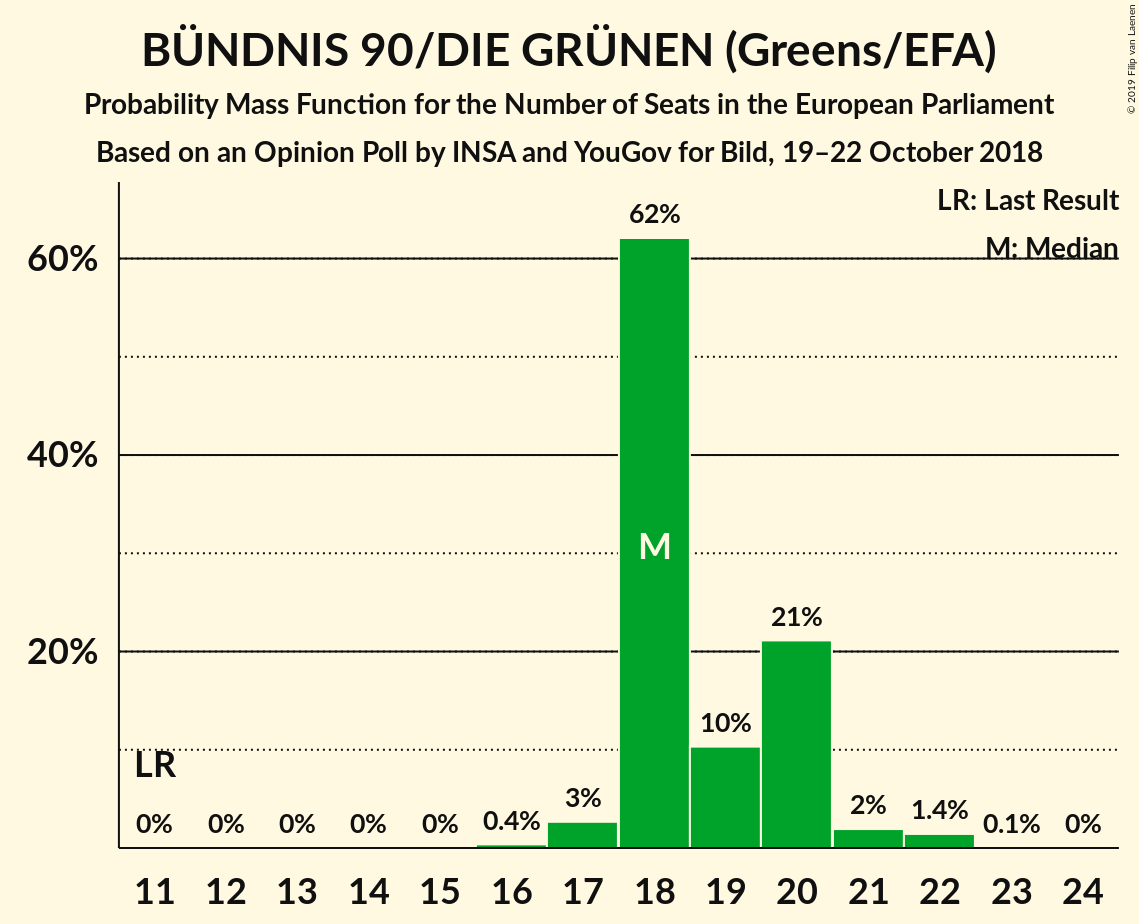 BÜNDNIS 90/DIE GRÜNEN (Greens/EFA)
Probability Mass Function for the Number of Seats in the European Parliament
Based on an Opinion Poll by INSA and YouGov for Bild, 19–22 October 2018
© 2019 Filip van Laenen
LR: Last Result
M: Median
60%
40%
20%
62%
M
21%
10%
LR
0% 0% 0% 0% 0% 0.4% 3% 2% 1.4% 0.1% 0%
11 12 13 14 15 16 17 18 19 20 21 22 23 24